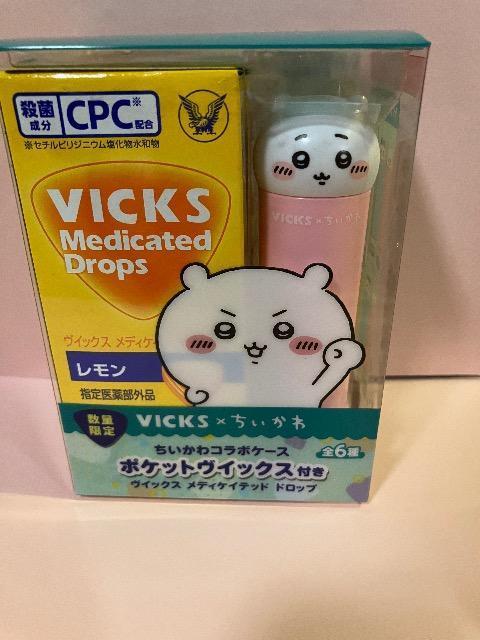 殺菌
成分
CPC※
配合
※セチルピリジニウム塩化物水和物
VICKS
Medicated
Drops
ヴイックス メディケー
レモン
指定医薬部外品
VICKS×ちいかわ
数量
限定
VICKS×ちいかわ
ちいかわコラボケース
ポケットヴイックス付き
全6種
ヴイックス メディケイテッド ドロップ